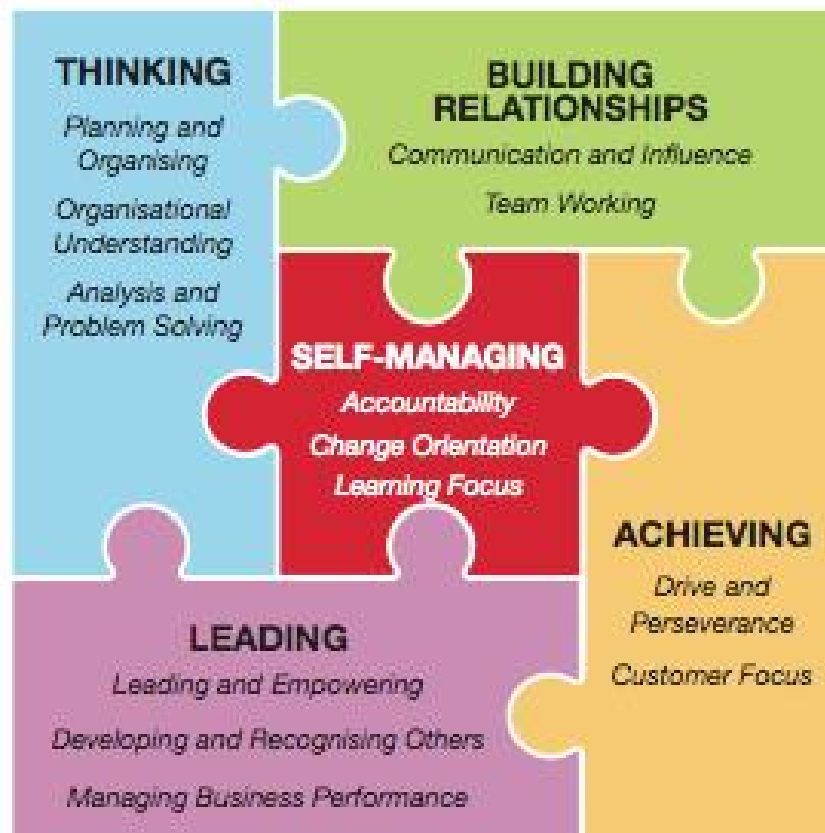 THINKING
Planning and
Organising
Organisational
Understanding
Analysis and
Problem Solving
BUILDING
RELATIONSHIPS
Communication and Influence
Team Working
SELF-MANAGING
Accountability
Change Orientation
Learning Focus
ACHIEVING
Drive and
Perseverance
Customer Focus
LEADING
Leading and Empowering
Developing and Recognising Others
Managing Business Performance